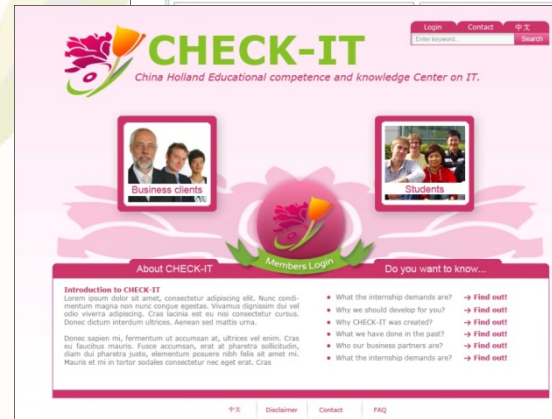 Login Contact 中文
Enter keyword... Search
CHECK-IT
China Holland Educational competence and knowledge Center on IT.
Business clients
Students
Members Login
About CHECK-IT
Introduction to CHECK-IT
Lorem ipsum dolor sit amet, consectetur adipiscing elit. Nunc condi-
mentum magna non nunc congue egestas. Vivamus dignissim dui vel
odio viverra adipiscing. Cras lacinia est eu nisi consectetur cursus.
Donec dictum interdum ultrices. Aenean sed mattis urna.
Donec sapien mi, fermentum ut accumsan at, ultrices vel enim. Cras
eu faucibus mauris. Fusce accumsan, erat at pharetra sollicitudin,
diam dui pharetra justo, elementum posuere nibh felis sit amet mi.
Mauris et mi in tortor sodales consectetur nec eget erat. Cras
Do you want to know...
What the internship demands are? → Find out!
Why we should develop for you? → Find out!
Why CHECK-IT was created? → Find out!
What we have done in the past? → Find out!
Who our business partners are? → Find out!
What the internship demands are? → Find out!
中文 Disclaimer Contact FAQ